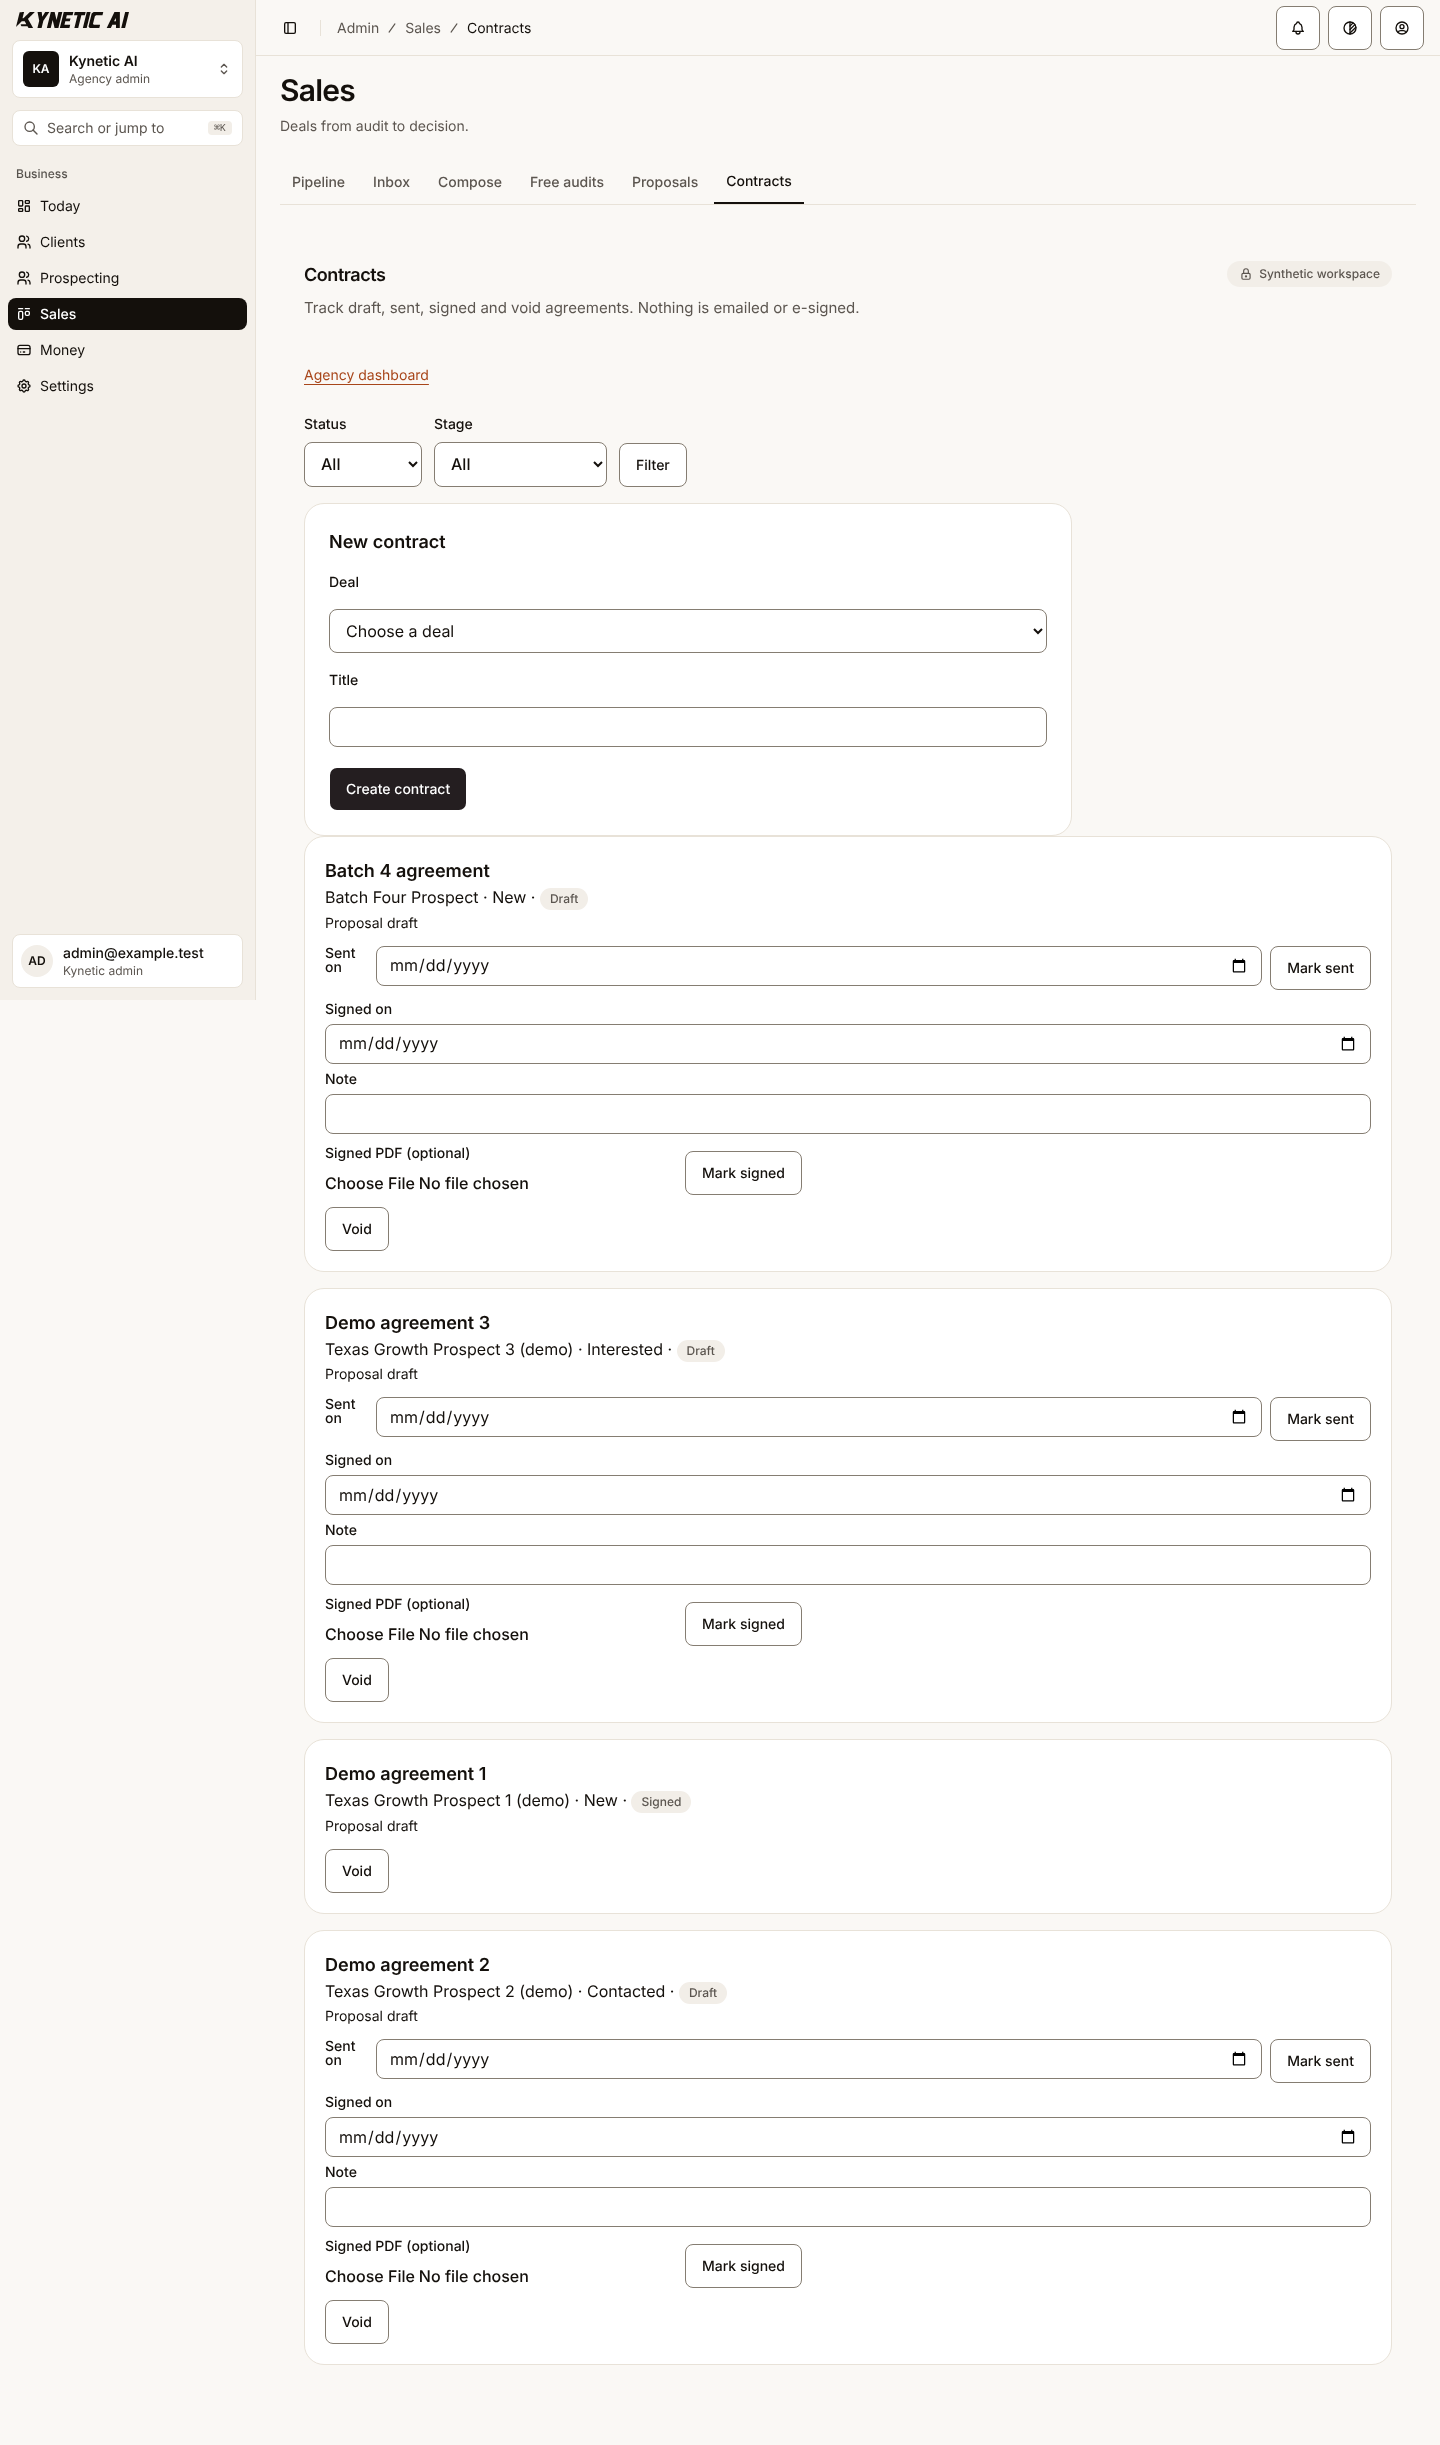 KYNETIC AI
KA
Kynetic AI
Agency admin
Search or jump to
⌘K
Business
Today
Clients
Prospecting
Sales
Money
Settings
AD
admin@example.test
Kynetic admin
Admin / Sales / Contracts
Sales
Deals from audit to decision.
Pipeline Inbox Compose Free audits Proposals Contracts
Contracts
Synthetic workspace
Track draft, sent, signed and void agreements. Nothing is emailed or e-signed.
Agency dashboard
Status Stage
All All Filter
New contract
Deal
Choose a deal
Title
Create contract
Batch 4 agreement
Batch Four Prospect · New · Draft
Proposal draft
Sent on
mm/dd/yyyy
Mark sent
Signed on
mm/dd/yyyy
Note
Signed PDF (optional)
Choose File No file chosen
Mark signed
Void
Demo agreement 3
Texas Growth Prospect 3 (demo) · Interested · Draft
Proposal draft
Sent on
mm/dd/yyyy
Mark sent
Signed on
mm/dd/yyyy
Note
Signed PDF (optional)
Choose File No file chosen
Mark signed
Void
Demo agreement 1
Texas Growth Prospect 1 (demo) · New · Signed
Proposal draft
Void
Demo agreement 2
Texas Growth Prospect 2 (demo) · Contacted · Draft
Proposal draft
Sent on
mm/dd/yyyy
Mark sent
Signed on
mm/dd/yyyy
Note
Signed PDF (optional)
Choose File No file chosen
Mark signed
Void